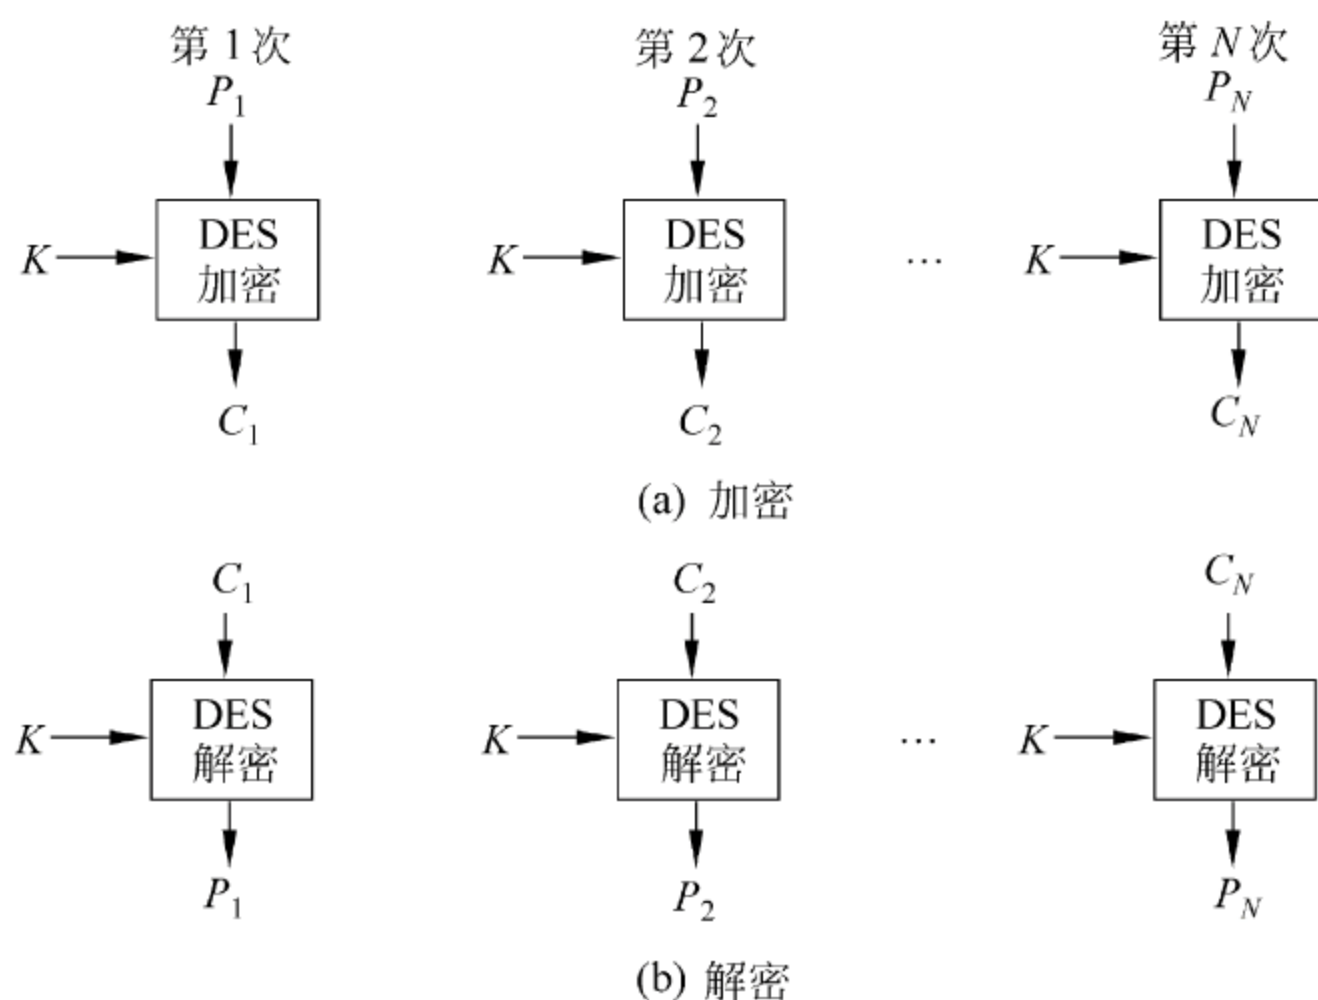 第 1 次 第 2 次 第 N 次
P1 P2 PN
K DES 加密 K DES 加密 … K DES 加密
C1 C2 CN
(a) 加密
C1 C2 CN
K DES 解密 K DES 解密 … K DES 解密
P1 P2 PN
(b) 解密